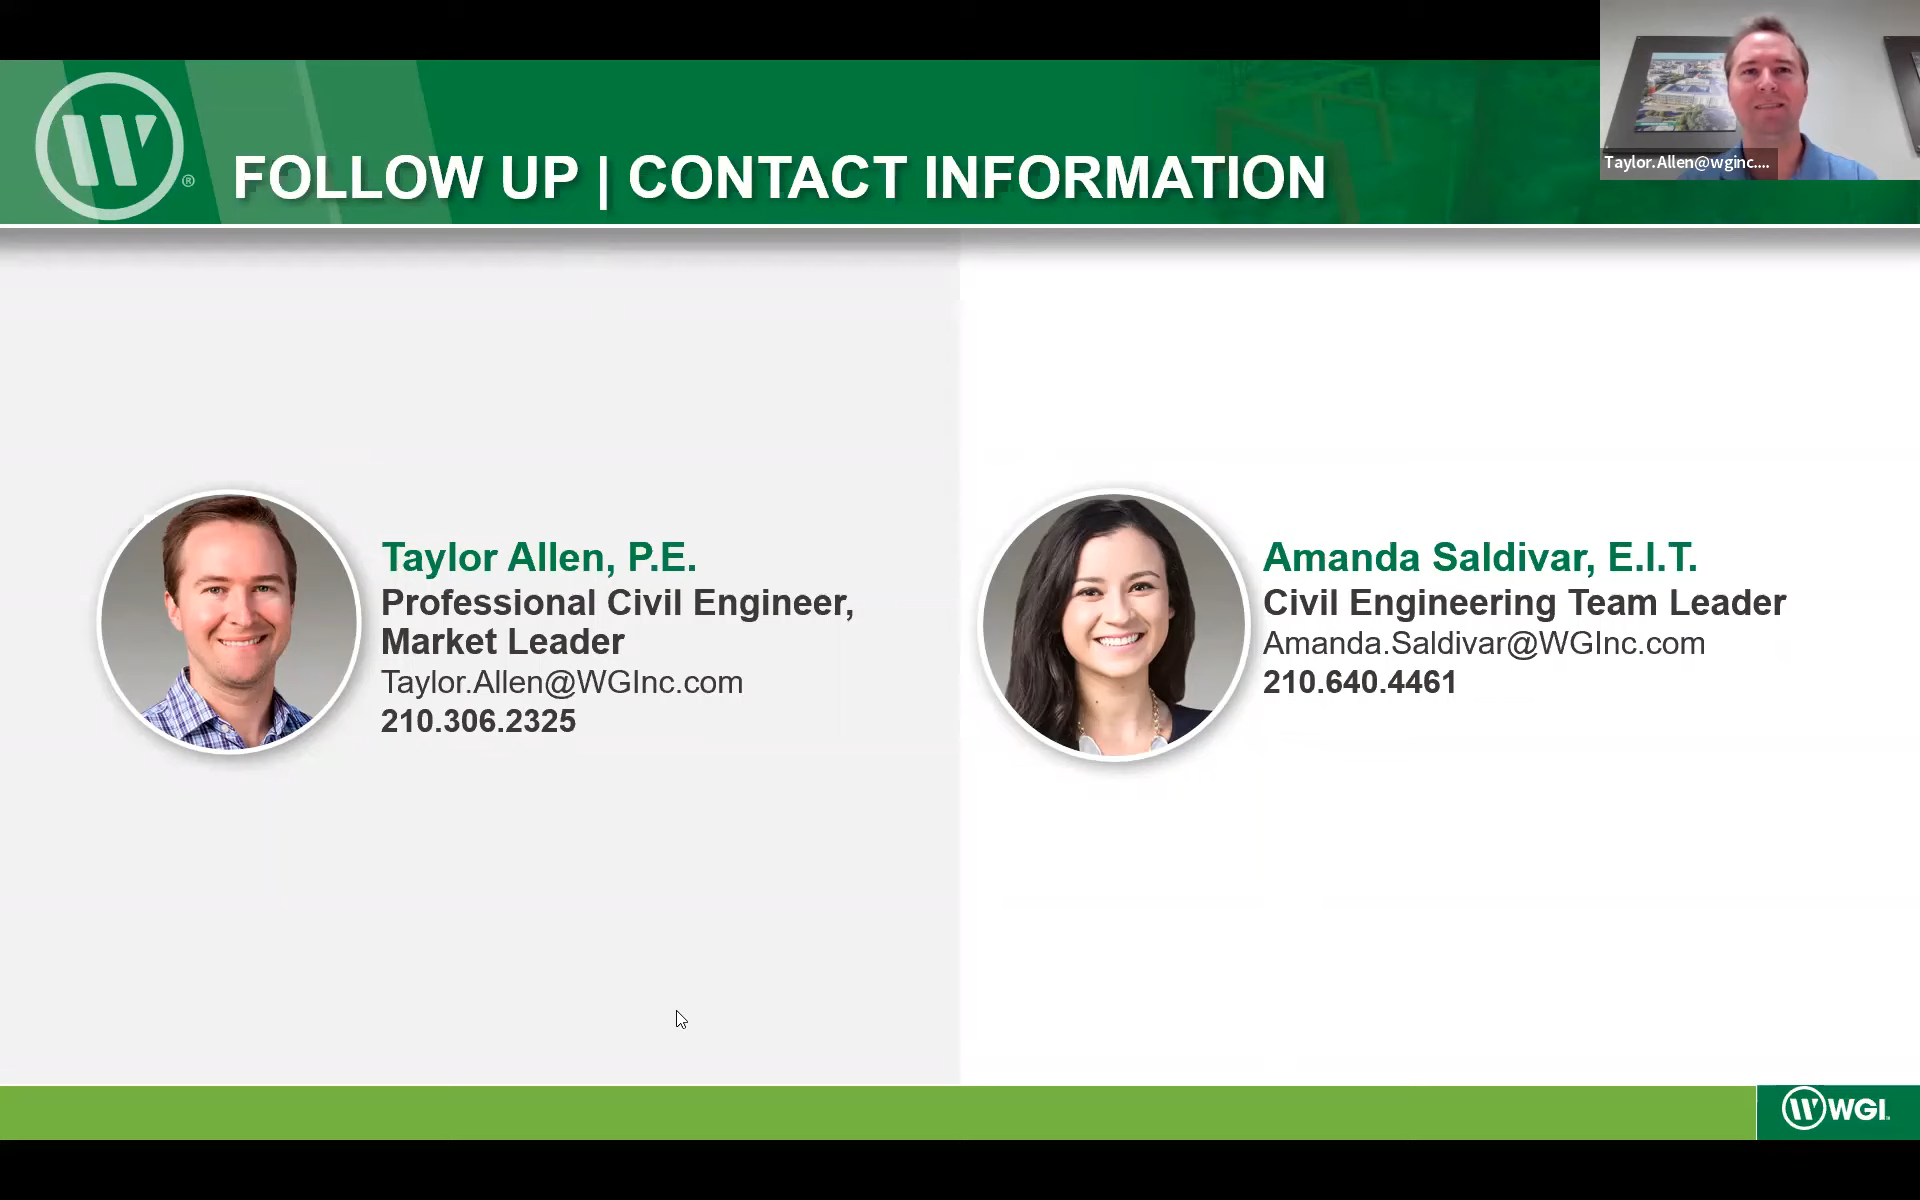 W
®
FOLLOW UP | CONTACT INFORMATION
Taylor.Allen@wginc....
Taylor Allen, P.E.
Professional Civil Engineer,
Market Leader
Taylor.Allen@WGInc.com
210.306.2325
Amanda Saldivar, E.I.T.
Civil Engineering Team Leader
Amanda.Saldivar@WGInc.com
210.640.4461
W WGI